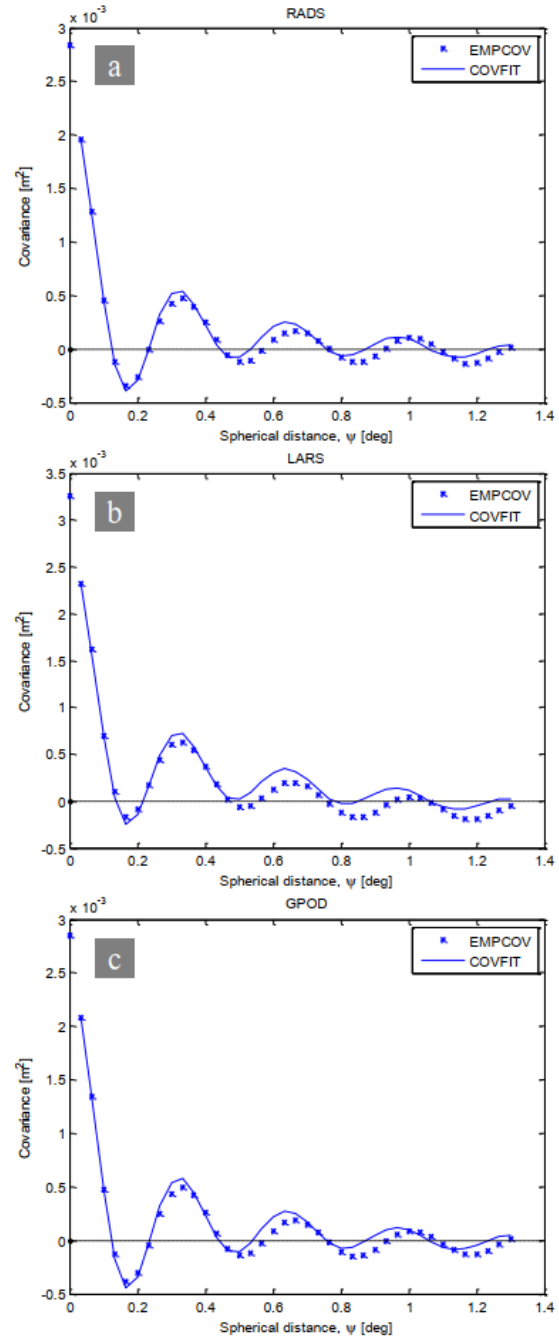 RADS
x 10-3
a
EMPCOV
COVFIT
3
2.5
2
1.5
1
0.5
0
-0.5
Covariance [m2]
0 0.2 0.4 0.6 0.8 1 1.2 1.4
Spherical distance, ψ [deg]
LARS
x 10-3
b
EMPCOV
COVFIT
3.5
3
2.5
2
1.5
1
0.5
0
-0.5
Covariance [m2]
0 0.2 0.4 0.6 0.8 1 1.2 1.4
Spherical distance, ψ [deg]
GPOD
x 10-3
c
EMPCOV
COVFIT
3
2.5
2
1.5
1
0.5
0
-0.5
Covariance [m2]
0 0.2 0.4 0.6 0.8 1 1.2 1.4
Spherical distance, ψ [deg]